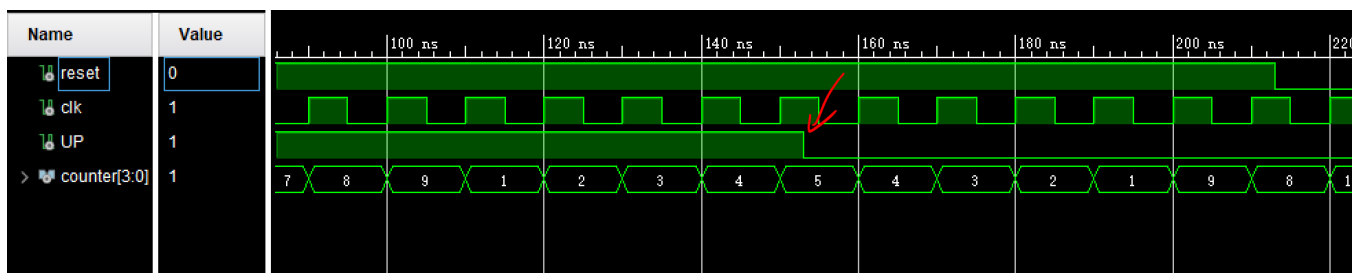 Name Value 100 ns 120 ns 140 ns 160 ns 180 ns 200 ns 220
reset 0
clk 1
UP 1
counter[3:0] 1 7 8 9 1 2 3 4 5 4 3 2 1 9 8 1